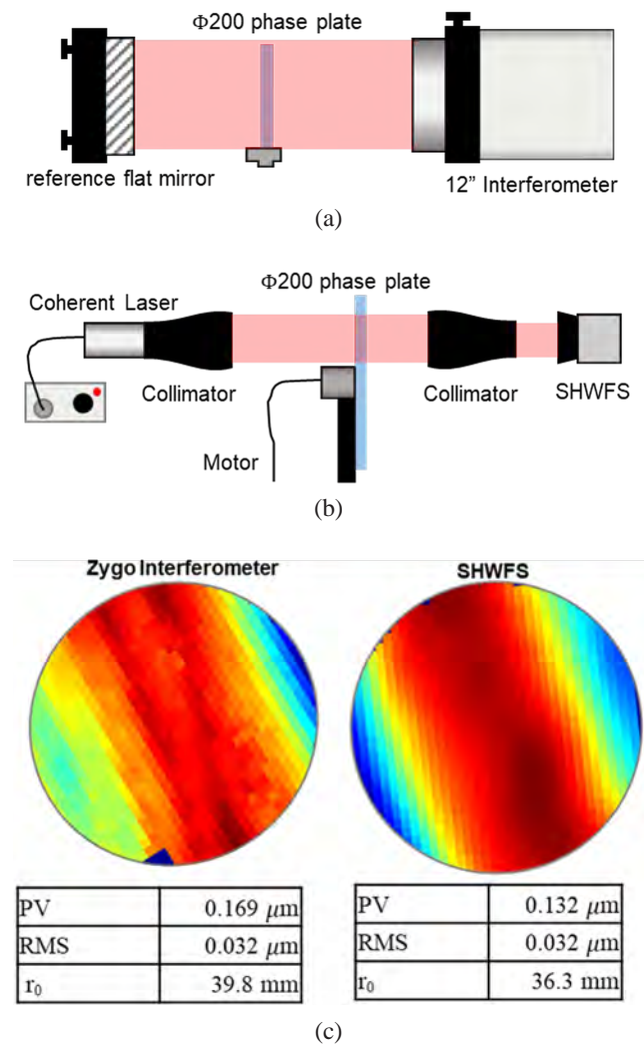 Φ200 phase plate
reference flat mirror
12” Interferometer
(a)
Φ200 phase plate
Coherent Laser
Collimator
Collimator
SHWFS
Motor
(b)
Zygo Interferometer
SHWFS
PV 0.169 μm
RMS 0.032 μm
r₀ 39.8 mm
PV 0.132 μm
RMS 0.032 μm
r₀ 36.3 mm
(c)